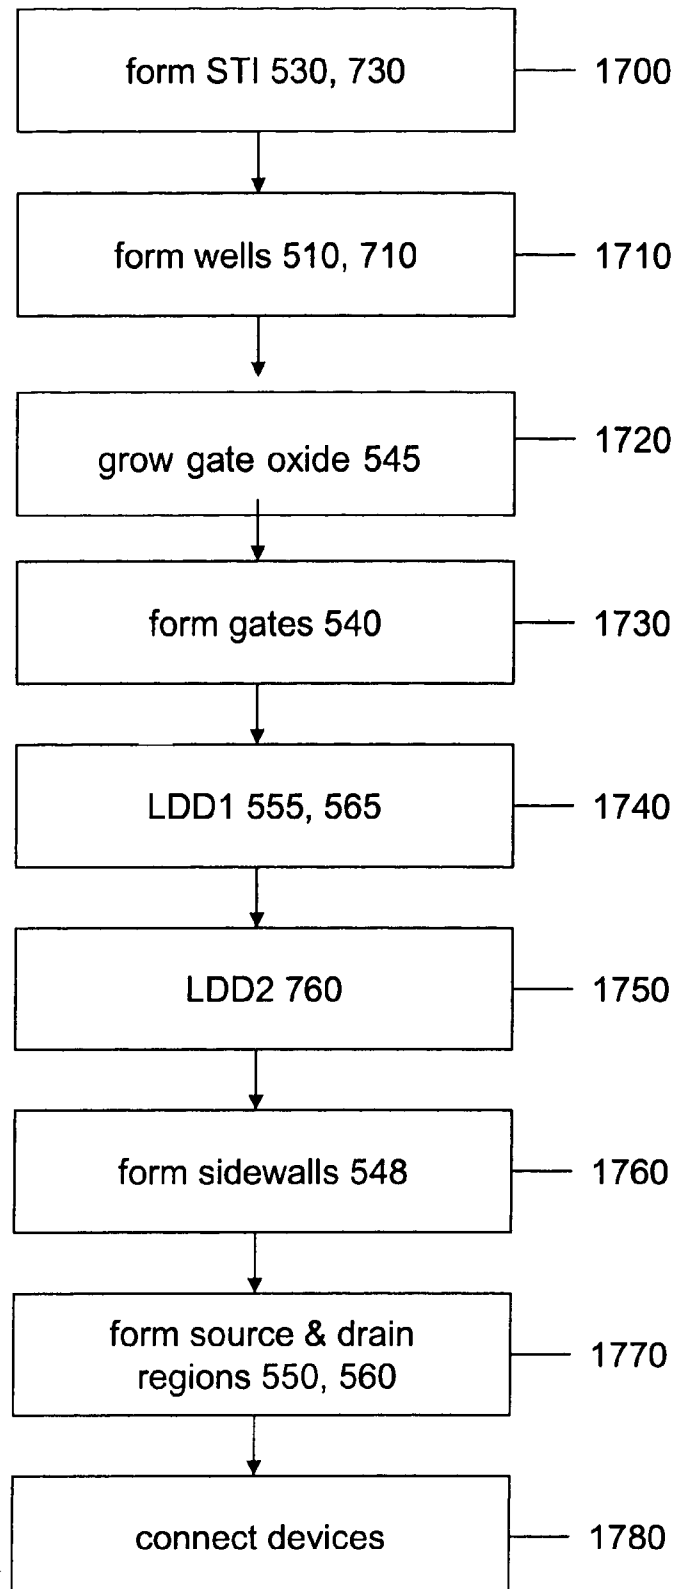 form STI 530, 730
1700
form wells 510, 710
1710
grow gate oxide 545
1720
form gates 540
1730
LDD1 555, 565
1740
LDD2 760
1750
form sidewalls 548
1760
form source & drain
regions 550, 560
1770
connect devices
1780